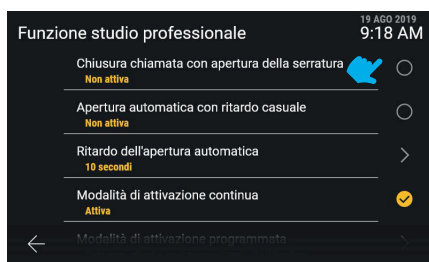 19 AGO 2019
Funzione studio professionale 9:18 AM
Chiusura chiamata con apertura della serratura
Non attiva
Apertura automatica con ritardo casuale
Non attiva
Ritardo dell'apertura automatica
10 secondi
Modalità di attivazione continua
Attiva
Modalità di attivazione programmata